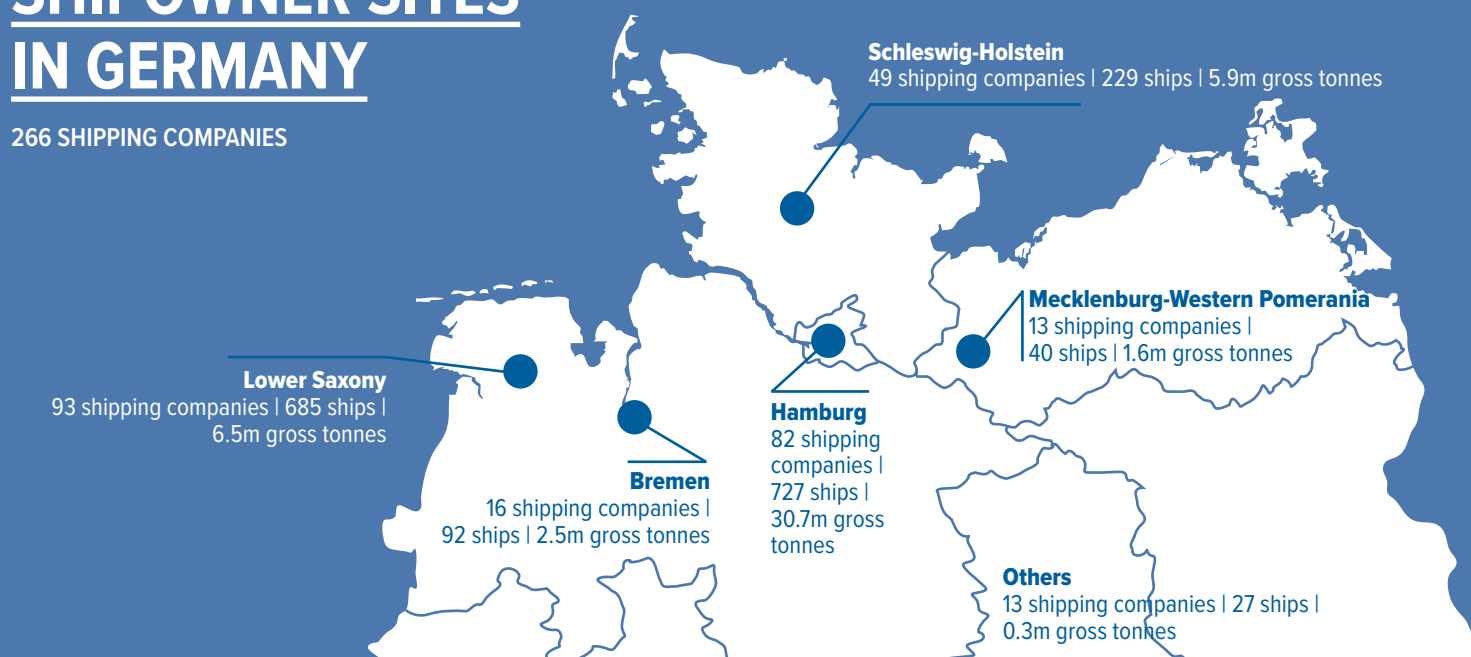 SHIPOWNER SITES
IN GERMANY
266 SHIPPING COMPANIES
Schleswig-Holstein
49 shipping companies | 229 ships | 5.9m gross tonnes
Mecklenburg-Western Pomerania
13 shipping companies |
40 ships | 1.6m gross tonnes
Lower Saxony
93 shipping companies | 685 ships |
6.5m gross tonnes
Hamburg
82 shipping
companies |
727 ships |
30.7m gross
tonnes
Bremen
16 shipping companies |
92 ships | 2.5m gross tonnes
Others
13 shipping companies | 27 ships |
0.3m gross tonnes